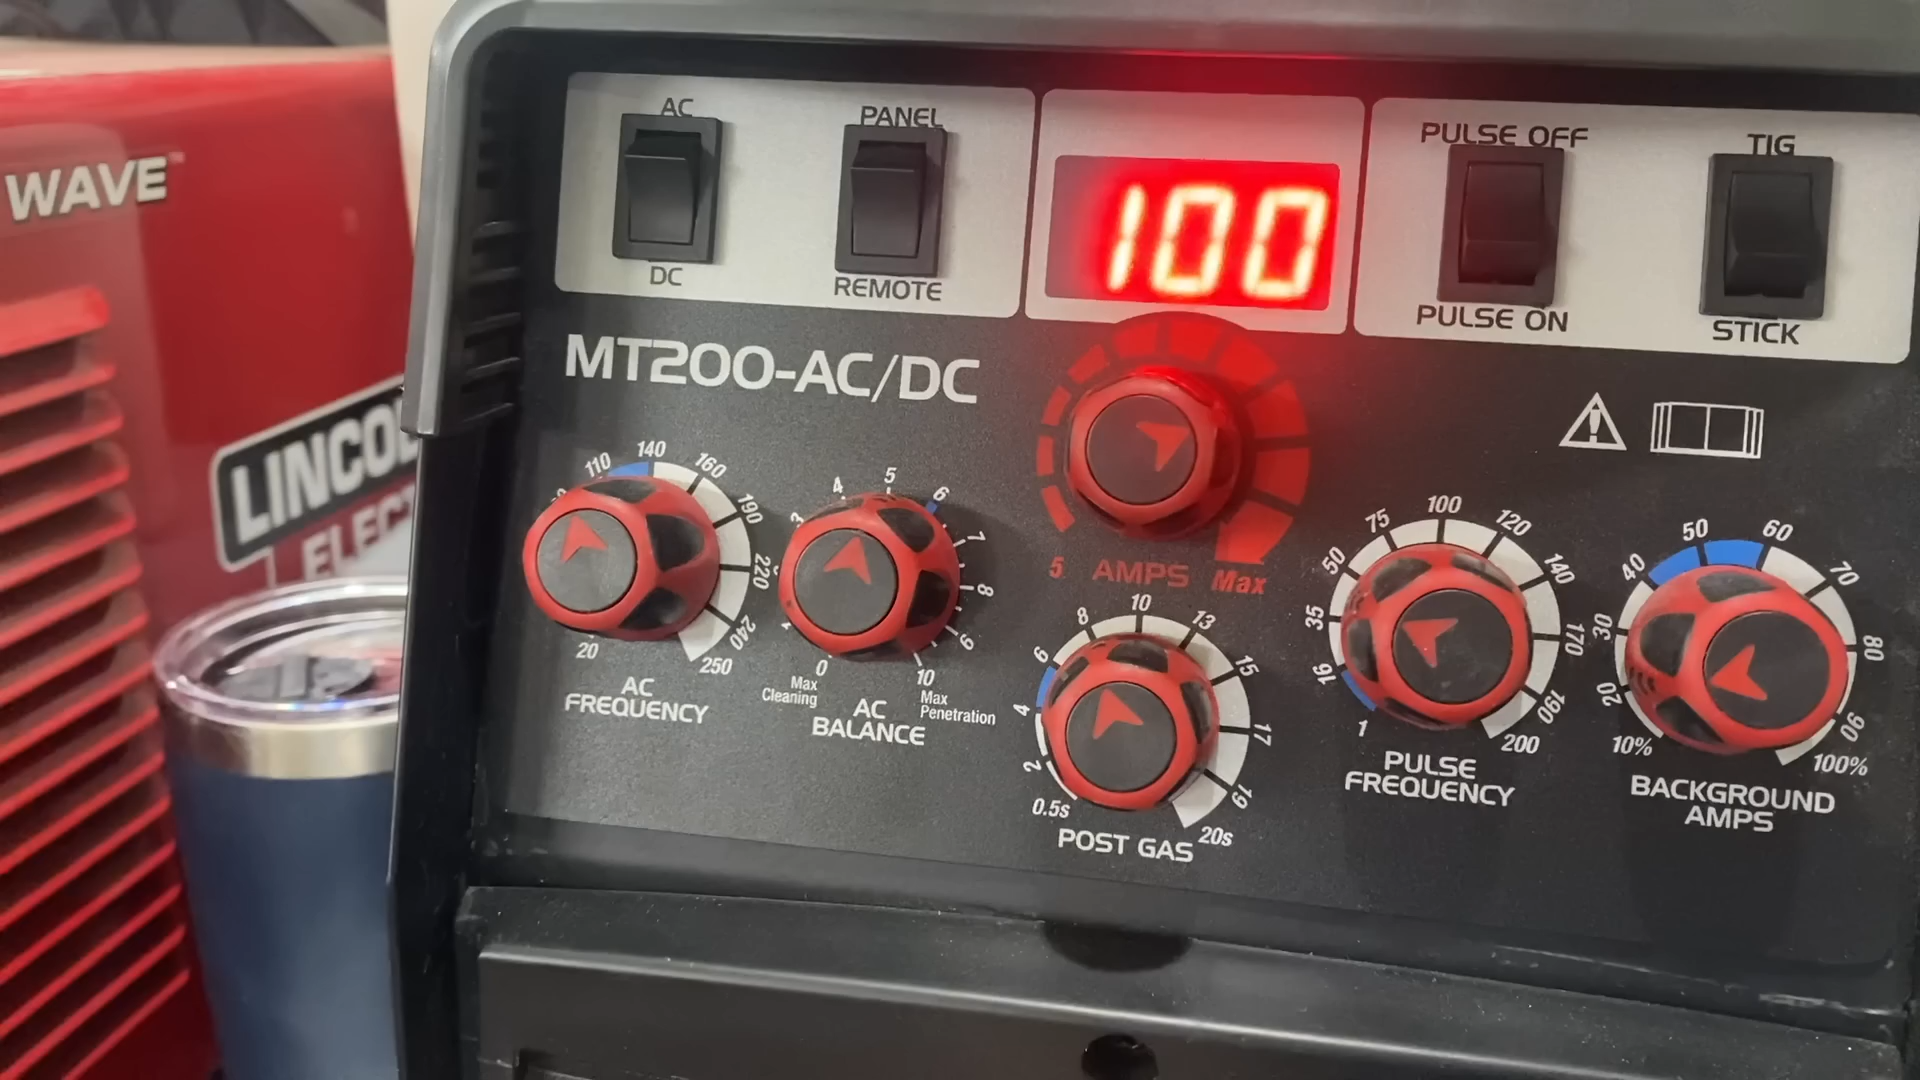 WAVE™
LINCOL
ELECT
AC
DC
PANEL
REMOTE
100
PULSE OFF
PULSE ON
TIG
STICK
MT200-AC/DC
110 140 160 190 220 240 250
20
AC
FREQUENCY
0 3 4 5 6 7 8 9 10
Max
Cleaning
Max
Penetration
AC
BALANCE
5 AMPS Max
0.5s 2 4 6 8 10 13 15 17 19 20s
POST GAS
1 16 35 50 75 100 120 140 170 190 200
PULSE
FREQUENCY
10% 20 30 40 50 60 70 80 90 100%
BACKGROUND
AMPS